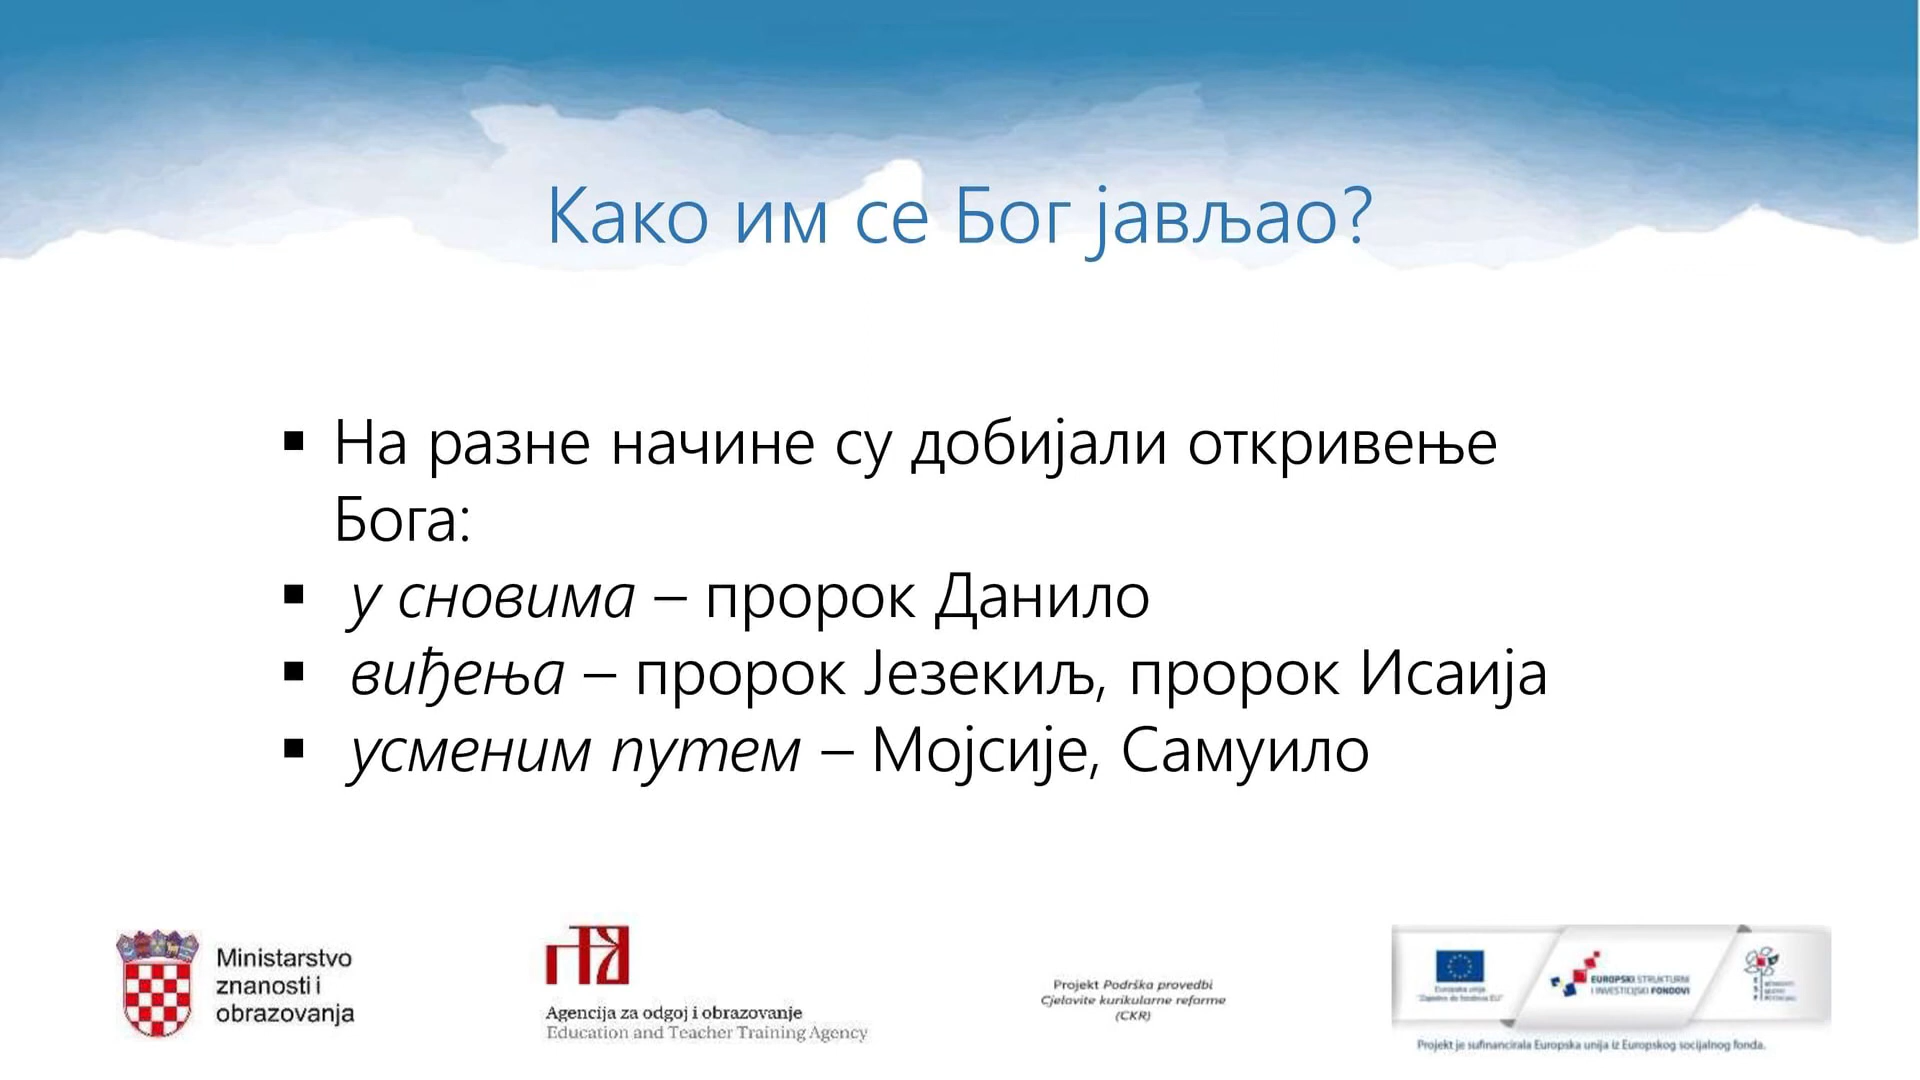 Како им се Бог јављао?
▪ На разне начине су добијали откривење
Бога:
▪ у сновима – пророк Данило
▪ виђења – пророк Језекиљ, пророк Исаија
▪ усменим путем – Мојсије, Самуило
Ministarstvo
znanosti i
obrazovanja
Agencija za odgoj i obrazovanje
Education and Teacher Training Agency
Projekt Podrška provedbi
Cjelovite kurikularne reforme
(CKR)
EUROPSKI STRUKTURNI
I INVESTICIJSKI FONDOVI
Projekt je sufinancirala Europska unija iz Europskog socijalnog fonda.